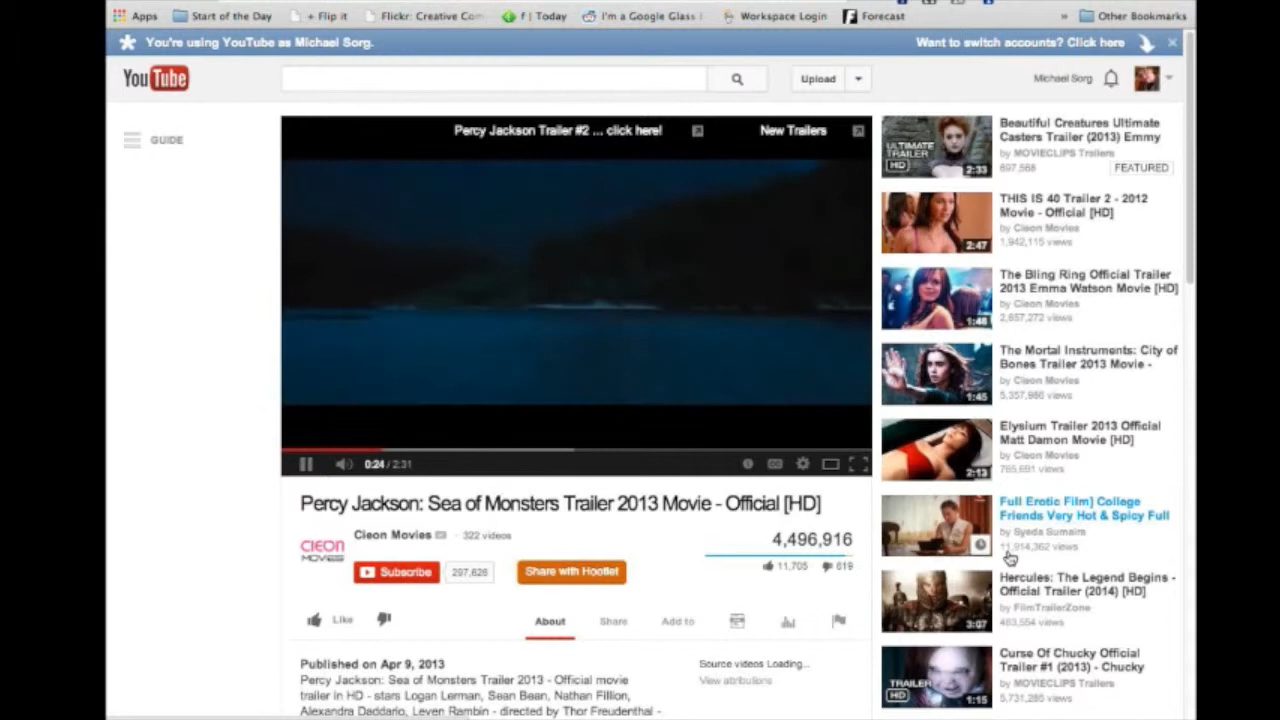 Apps Start of the Day + Flip it Flickr: Creative Com f | Today I'm a Google Glass Workspace Login Forecast » Other Bookmarks
You're using YouTube as Michael Sorg. Want to switch accounts? Click here
YouTube Upload Michael Sorg
GUIDE
Percy Jackson Trailer #2 ... click here! New Trailers
0:24 / 2:31
Percy Jackson: Sea of Monsters Trailer 2013 Movie - Official [HD]
CIEON MOVIES
Cieon Movies · 322 videos
4,496,916
Subscribe 297,626 Share with Hootlet
11,705 619
Like About Share Add to
Published on Apr 9, 2013
Percy Jackson: Sea of Monsters Trailer 2013 - Official movie
trailer in HD - stars Logan Lerman, Sean Bean, Nathan Fillion,
Alexandra Daddario, Leven Rambin - directed by Thor Freudenthal -
Source videos Loading...
View attributions
ULTIMATE
TRAILER
HD
2:33
Beautiful Creatures Ultimate
Casters Trailer (2013) Emmy
by MOVIECLIPS Trailers
697,568 FEATURED
2:47
THIS IS 40 Trailer 2 - 2012
Movie - Official [HD]
by Cieon Movies
1,942,115 views
1:46
The Bling Ring Official Trailer
2013 Emma Watson Movie [HD]
by Cieon Movies
2,657,272 views
1:45
The Mortal Instruments: City of
Bones Trailer 2013 Movie -
by Cieon Movies
5,357,986 views
2:13
Elysium Trailer 2013 Official
Matt Damon Movie [HD]
by Cieon Movies
765,691 views
Full Erotic Film] College
Friends Very Hot & Spicy Full
by Syeda Sumaira
11,914,362 views
3:07
Hercules: The Legend Begins -
Official Trailer (2014) [HD]
by FilmTrailerZone
483,554 views
TRAILER
HD
1:15
Curse Of Chucky Official
Trailer #1 (2013) - Chucky
by MOVIECLIPS Trailers
5,731,285 views